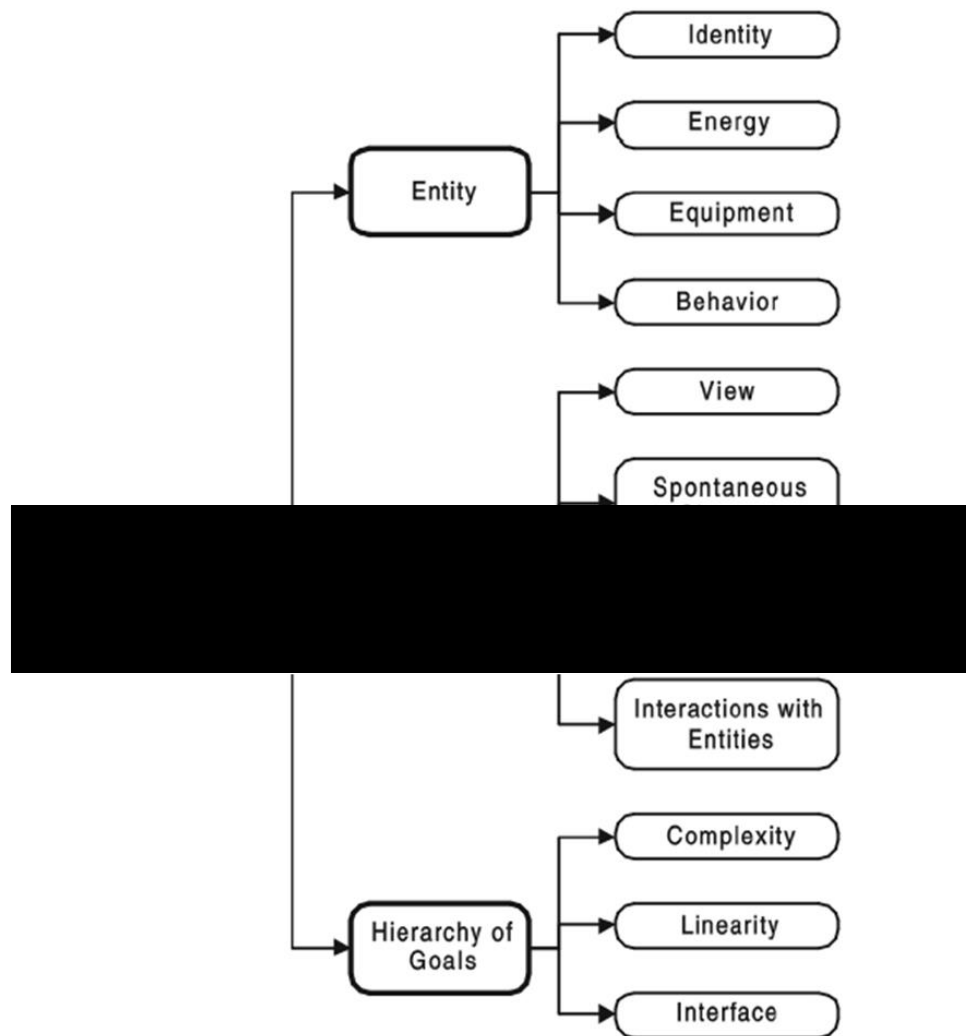 Identity
Energy
Entity
Equipment
Behavior
View
Spontaneous
Interactions with
Entities
Complexity
Hierarchy of
Goals
Linearity
Interface